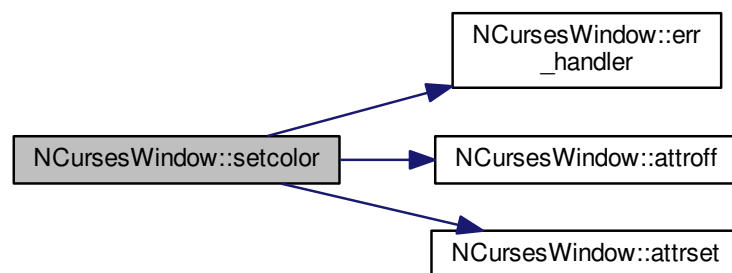 NCursesWindow::err
_handler
NCursesWindow::setcolor
NCursesWindow::attroff
NCursesWindow::attrset